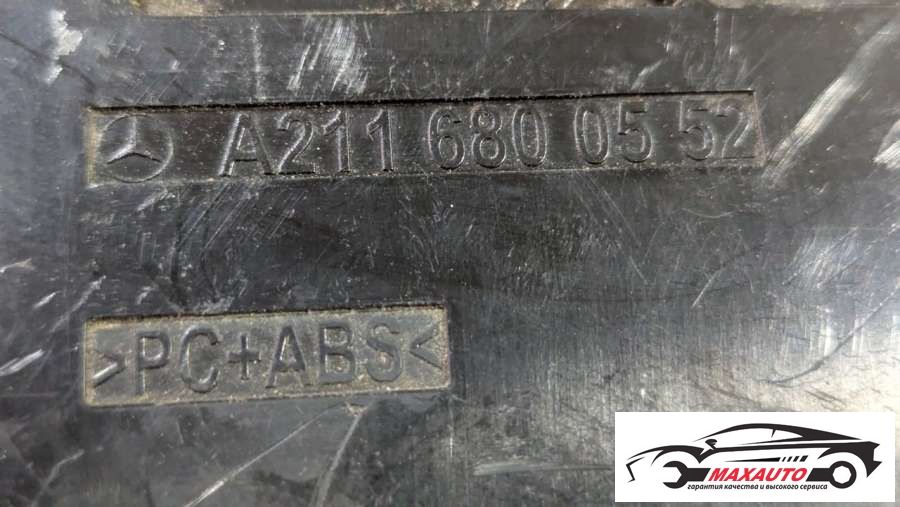 A211 680 05 52
>PC+ABS<
MAXAUTO
гарантия качества и высокого сервиса